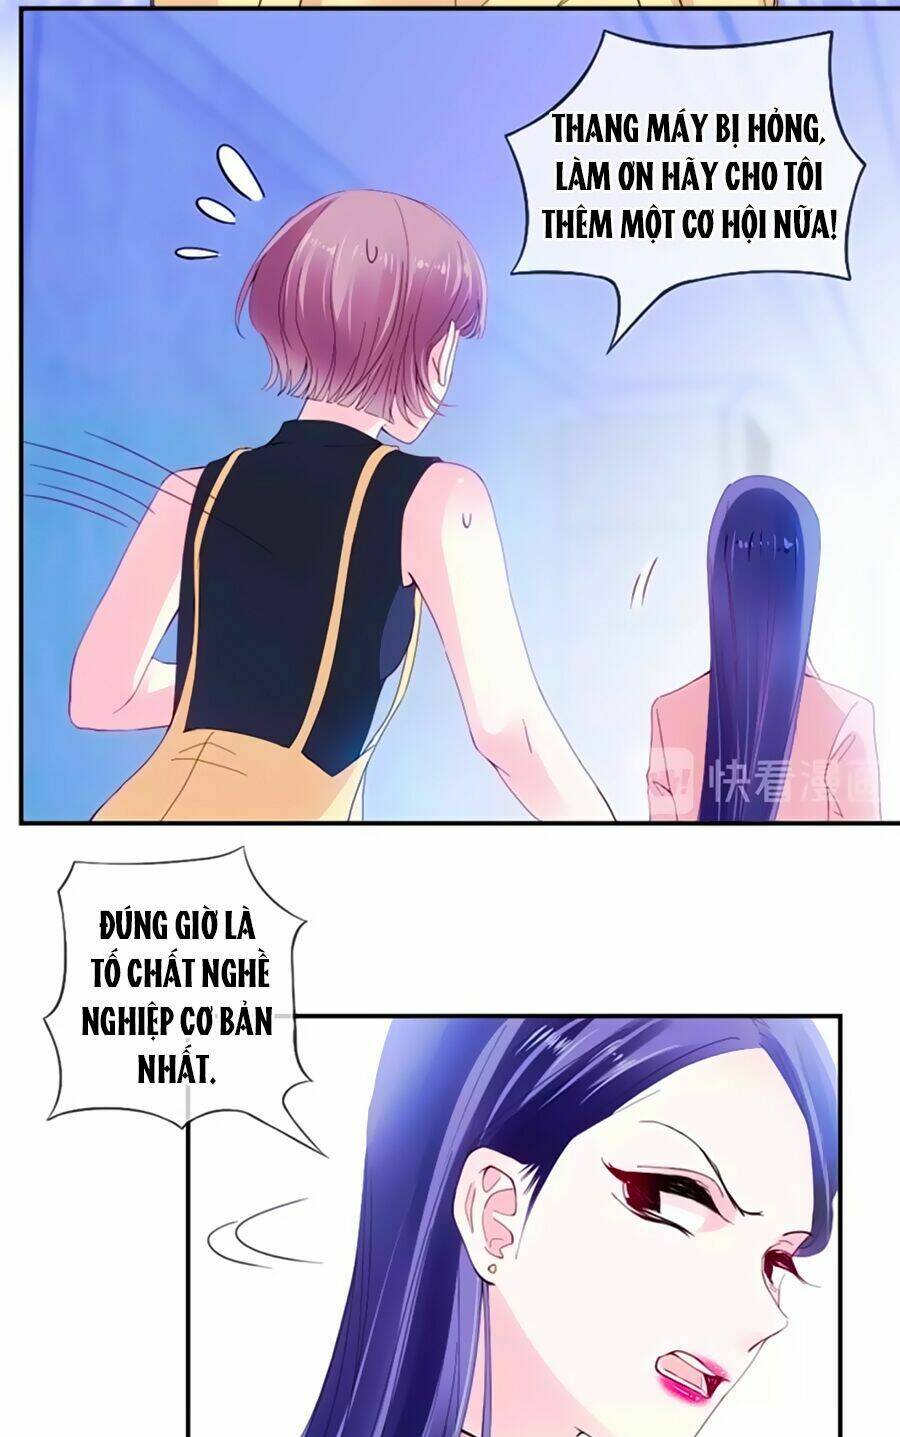 THANG MÁY BỊ HỎNG,
LÀM ƠN HÃY CHO TÔI
THÊM MỘT CƠ HỘI NỮA!
快看漫画
ĐÚNG GIỜ LÀ
TỐ CHẤT NGHỀ
NGHIỆP CƠ BẢN
NHẤT.